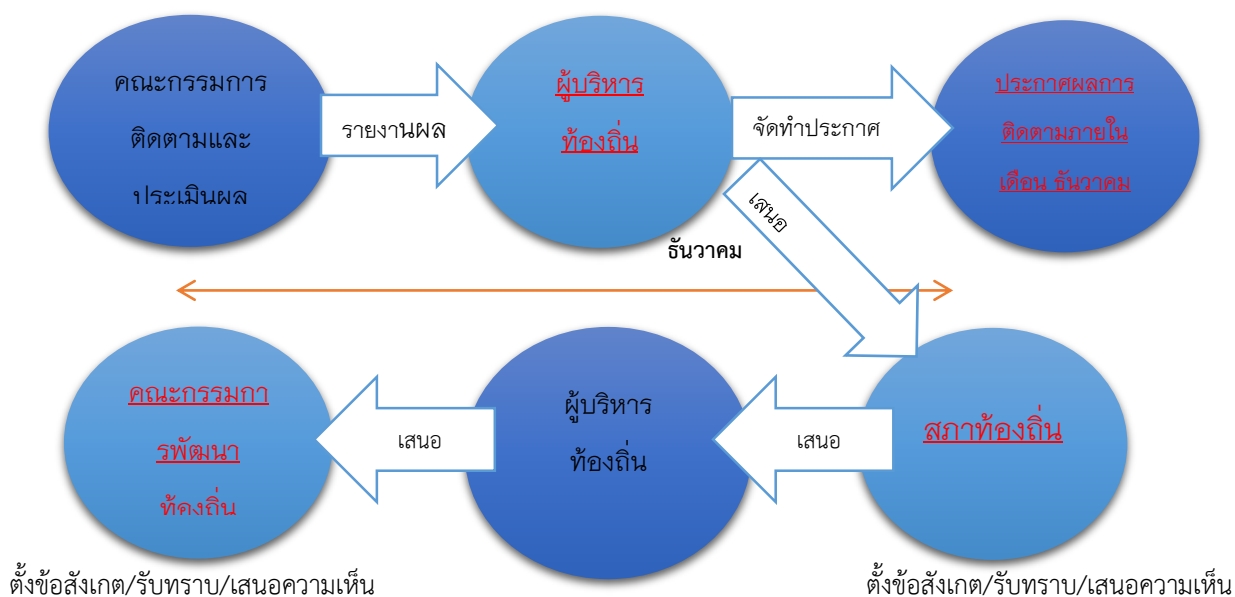 คณะกรรมการ
ติดตามและ
ประเมินผล
รายงานผล
ผู้บริหาร
ท้องถิ่น
จัดทำประกาศ
ประกาศผลการ
ติดตามภายใน
เดือน ธันวาคม
เสนอ
ธันวาคม
คณะกรรมกา
รพัฒนา
ท้องถิ่น
เสนอ
ผู้บริหาร
ท้องถิ่น
เสนอ
สภาท้องถิ่น
ตั้งข้อสังเกต/รับทราบ/เสนอความเห็น
ตั้งข้อสังเกต/รับทราบ/เสนอความเห็น